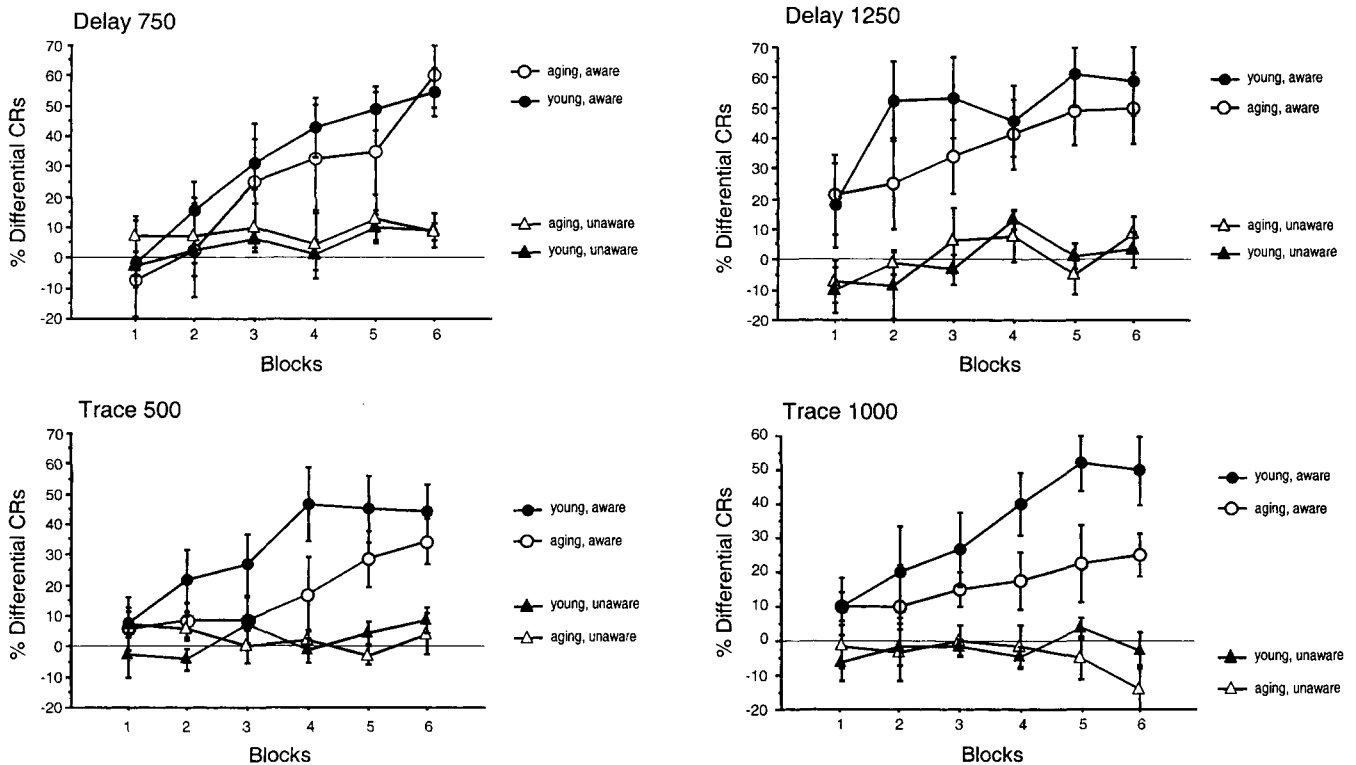 Delay 750
% Differential CRs
70
60
50
40
30
20
10
0
-10
-20
1 2 3 4 5 6
Blocks
aging, aware
young, aware
aging, unaware
young, unaware
Delay 1250
% Differential CRs
70
60
50
40
30
20
10
0
-10
-20
1 2 3 4 5 6
Blocks
young, aware
aging, aware
aging, unaware
young, unaware
Trace 500
% Differential CRs
70
60
50
40
30
20
10
0
-10
-20
1 2 3 4 5 6
Blocks
young, aware
aging, aware
young, unaware
aging, unaware
Trace 1000
% Differential CRs
60
50
40
30
20
10
0
-10
-20
1 2 3 4 5 6
Blocks
young, aware
aging, aware
young, unaware
aging, unaware